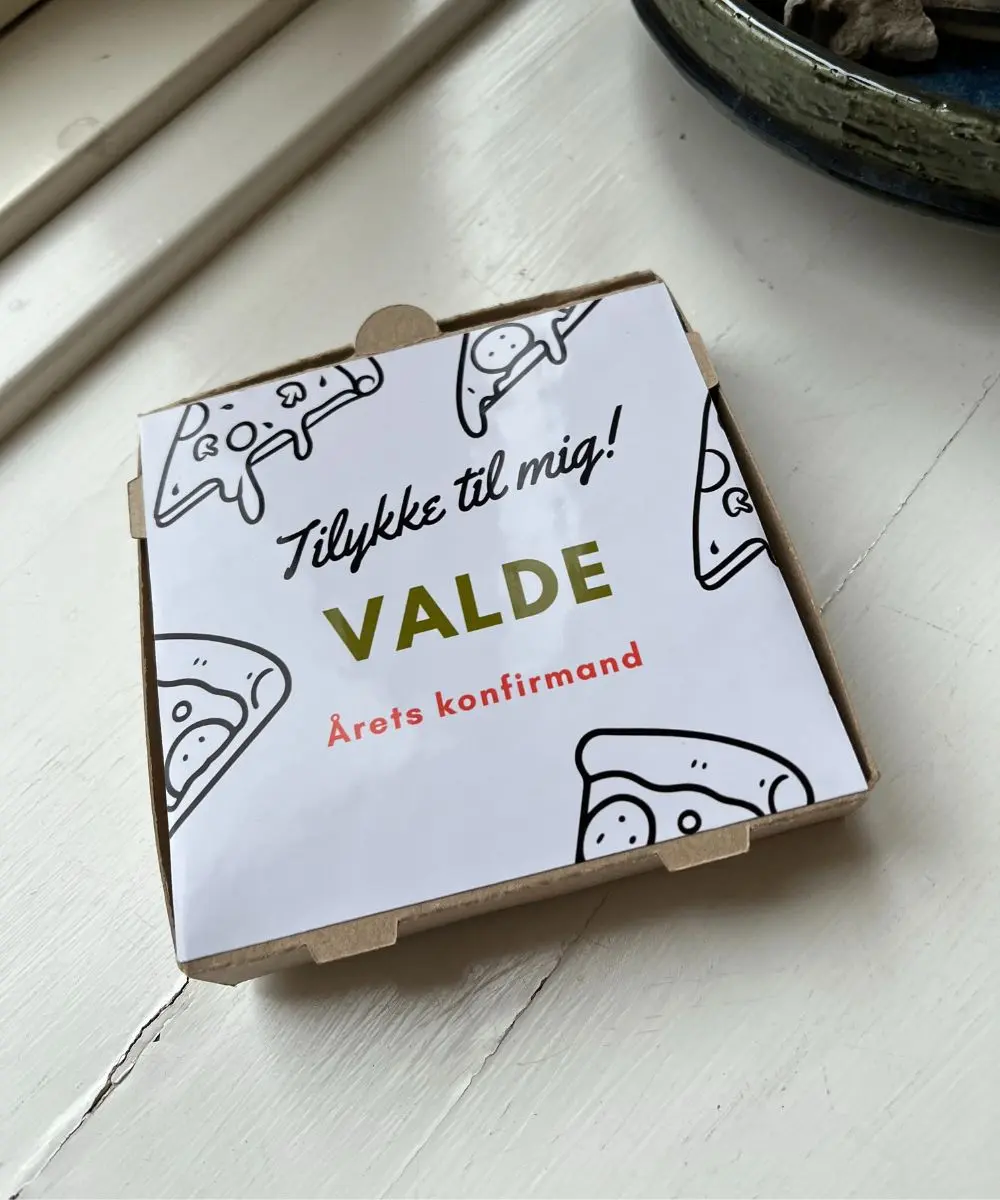 Tilykke til mig!
VALDE
Årets konfirmand